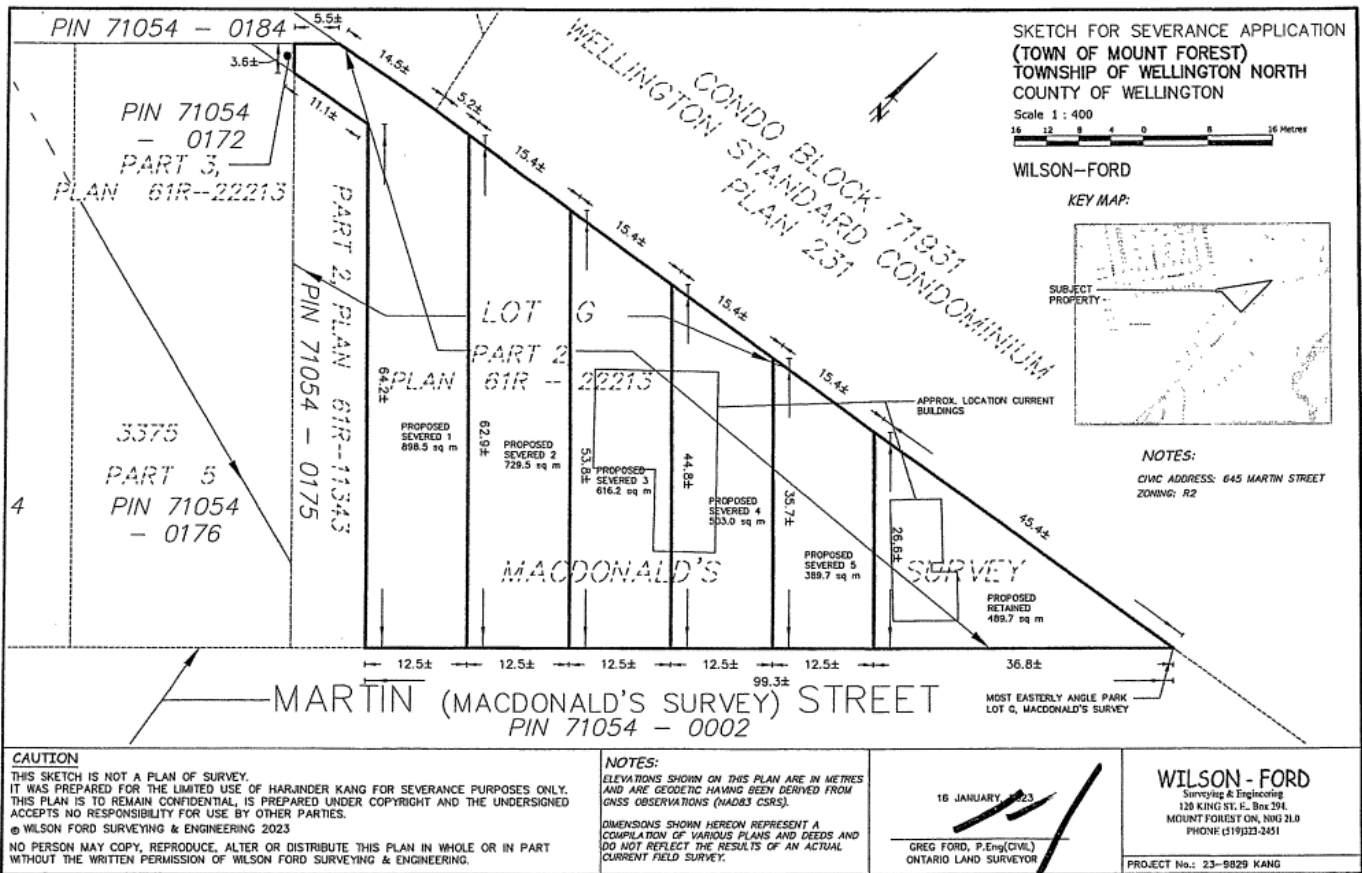 PIN 71054 - 0184
5.5±
3.6±
14.5±
5.2±
11.1±
15.4±
15.4±
15.4±
15.4±
45.4±
PIN 71054
- 0172
PART 3,
PLAN 61R--22213
WELLINGTON STANDARD CONDOMINIUM
CONDO BLOCK 71931
PLAN 231
N
SKETCH FOR SEVERANCE APPLICATION
(TOWN OF MOUNT FOREST)
TOWNSHIP OF WELLINGTON NORTH
COUNTY OF WELLINGTON
Scale 1 : 400
16 12 8 4 0 8 16 Metres
WILSON-FORD
KEY MAP:
SUBJECT
PROPERTY
NOTES:
CIVIC ADDRESS: 645 MARTIN STREET
ZONING: R2
PART 2, PLAN 61R--11343
PIN 71054 - 0175
LOT G
PART 2
PLAN 61R -- 22213
APPROX. LOCATION CURRENT
BUILDINGS
3375
PART 5
PIN 71054
- 0176
4
64.2±
62.9±
53.8±
44.8±
35.7±
26.6±
PROPOSED
SEVERED 1
898.5 sq m
PROPOSED
SEVERED 2
729.5 sq m
PROPOSED
SEVERED 3
616.2 sq m
PROPOSED
SEVERED 4
503.0 sq m
PROPOSED
SEVERED 5
389.7 sq m
PROPOSED
RETAINED
489.7 sq m
MACDONALD'S SURVEY
12.5± 12.5± 12.5± 12.5± 12.5± 36.8±
99.3±
MARTIN (MACDONALD'S SURVEY) STREET
PIN 71054 - 0002
MOST EASTERLY ANGLE PARK
LOT G, MACDONALD'S SURVEY
CAUTION
THIS SKETCH IS NOT A PLAN OF SURVEY.
IT WAS PREPARED FOR THE LIMITED USE OF HARJINDER KANG FOR SEVERANCE PURPOSES ONLY.
THIS PLAN IS TO REMAIN CONFIDENTIAL, IS PREPARED UNDER COPYRIGHT AND THE UNDERSIGNED
ACCEPTS NO RESPONSIBILITY FOR USE BY OTHER PARTIES.
© WILSON FORD SURVEYING & ENGINEERING 2023
NO PERSON MAY COPY, REPRODUCE, ALTER OR DISTRIBUTE THIS PLAN IN WHOLE OR IN PART
WITHOUT THE WRITTEN PERMISSION OF WILSON FORD SURVEYING & ENGINEERING.
NOTES:
ELEVATIONS SHOWN ON THIS PLAN ARE IN METRES
AND ARE GEODETIC HAVING BEEN DERIVED FROM
GNSS OBSERVATIONS (NAD83 CSRS).
DIMENSIONS SHOWN HEREON REPRESENT A
COMPILATION OF VARIOUS PLANS AND DEEDS AND
DO NOT REFLECT THE RESULTS OF AN ACTUAL
CURRENT FIELD SURVEY.
16 JANUARY, 2023
GREG FORD, P.Eng(CIVIL)
ONTARIO LAND SURVEYOR
WILSON - FORD
Surveying & Engineering
120 KING ST. E., Box 294.
MOUNT FOREST ON, N0G 2L0
PHONE (519)323-2451
PROJECT No.: 23-9829 KANG